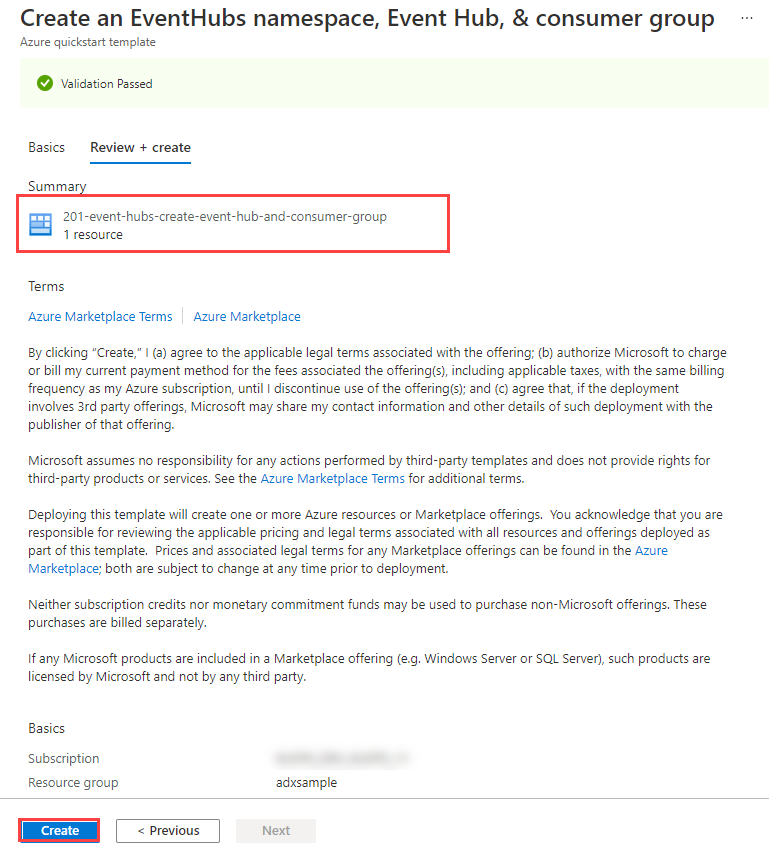 Create an EventHubs namespace, Event Hub, & consumer group ...
Azure quickstart template
Validation Passed
Basics Review + create
Summary
201-event-hubs-create-event-hub-and-consumer-group
1 resource
Terms
Azure Marketplace Terms Azure Marketplace
By clicking “Create,” I (a) agree to the applicable legal terms associated with the offering; (b) authorize Microsoft to charge
or bill my current payment method for the fees associated the offering(s), including applicable taxes, with the same billing
frequency as my Azure subscription, until I discontinue use of the offering(s); and (c) agree that, if the deployment
involves 3rd party offerings, Microsoft may share my contact information and other details of such deployment with the
publisher of that offering.
Microsoft assumes no responsibility for any actions performed by third-party templates and does not provide rights for
third-party products or services. See the Azure Marketplace Terms for additional terms.
Deploying this template will create one or more Azure resources or Marketplace offerings. You acknowledge that you are
responsible for reviewing the applicable pricing and legal terms associated with all resources and offerings deployed as
part of this template. Prices and associated legal terms for any Marketplace offerings can be found in the Azure
Marketplace; both are subject to change at any time prior to deployment.
Neither subscription credits nor monetary commitment funds may be used to purchase non-Microsoft offerings. These
purchases are billed separately.
If any Microsoft products are included in a Marketplace offering (e.g. Windows Server or SQL Server), such products are
licensed by Microsoft and not by any third party.
Basics
Subscription
Resource group adxsample
Create < Previous Next